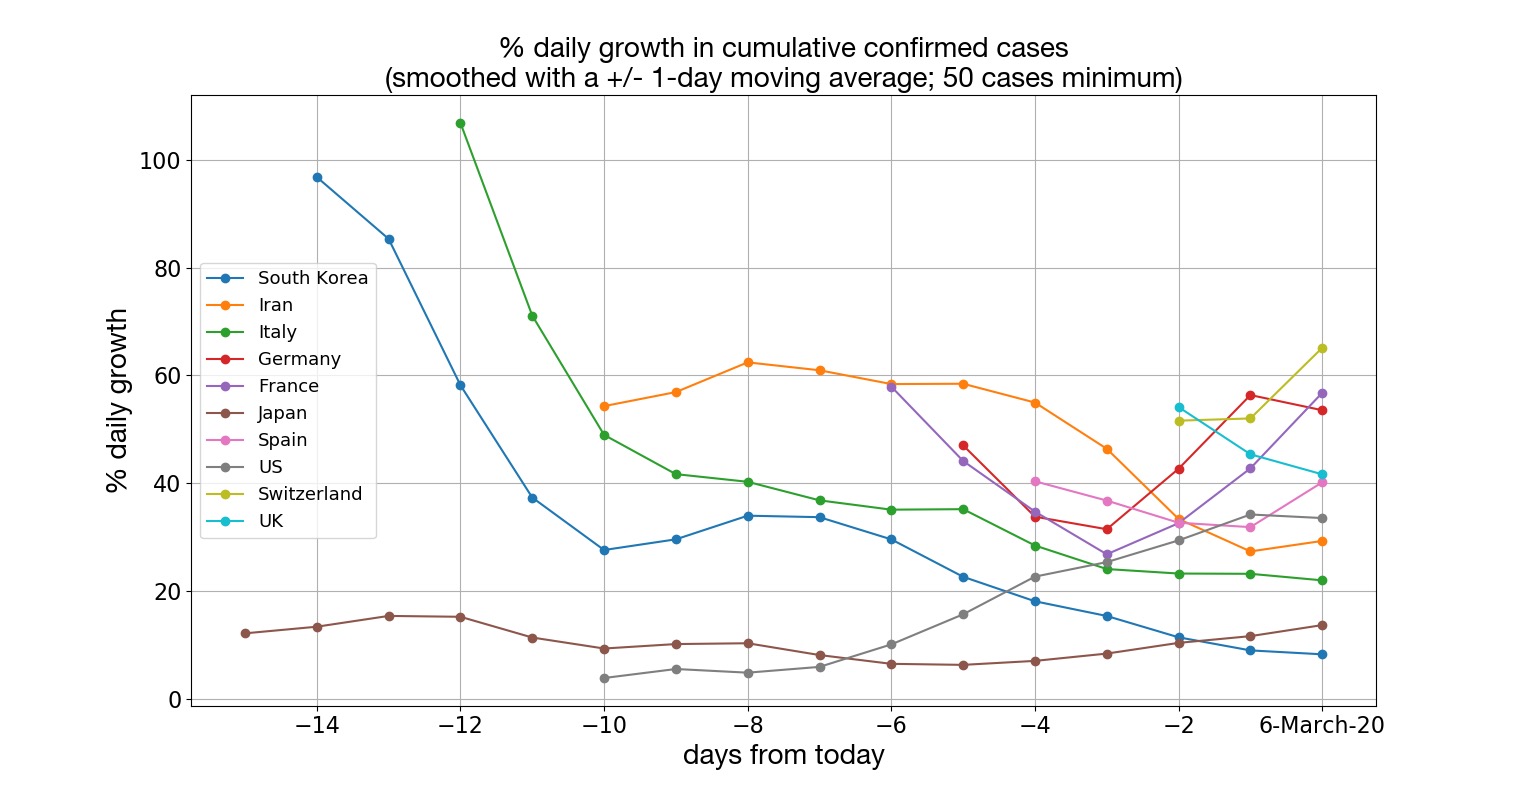 % daily growth in cumulative confirmed cases
(smoothed with a +/- 1-day moving average; 50 cases minimum)
% daily growth
100
80
60
40
20
0
South Korea
Iran
Italy
Germany
France
Japan
Spain
US
Switzerland
UK
−14 −12 −10 −8 −6 −4 −2 6-March-20
days from today